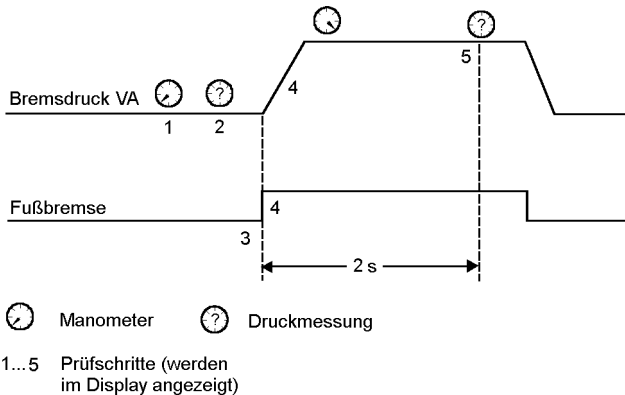 ?
5
4
Bremsdruck VA
?
1
2
Fußbremse
4
3
2 s
Manometer
?
Druckmessung
1...5 Prüfschritte (werden
im Display angezeigt)